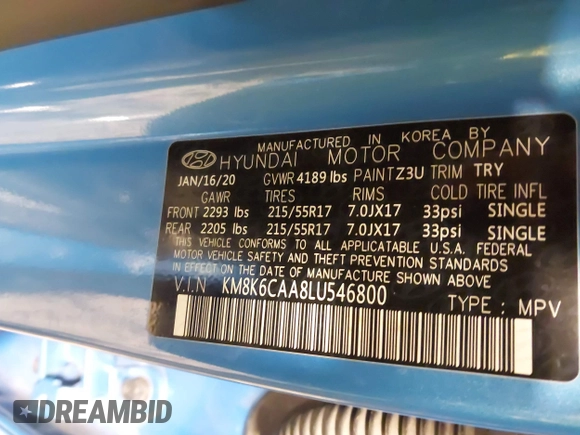 MANUFACTURED IN KOREA BY
HYUNDAI MOTOR COMPANY
JAN/16/20 GVWR 4189 lbs PAINT Z3U TRIM TRY
GAWR TIRES RIMS COLD TIRE INFL
FRONT 2293 lbs 215/55R17 7.0JX17 33psi SINGLE
REAR 2205 lbs 215/55R17 7.0JX17 33psi SINGLE
THIS VEHICLE CONFORMS TO ALL APPLICABLE FEDERAL MOTOR
VEHICLE SAFETY AND THEFT PREVENTION STANDARDS
IN EFFECT ON THE DATE OF MANUFACTURE SHOWN ABOVE
V.I.N KM8K6CAA8LU546800
TYPE : MPV
DREAMBID